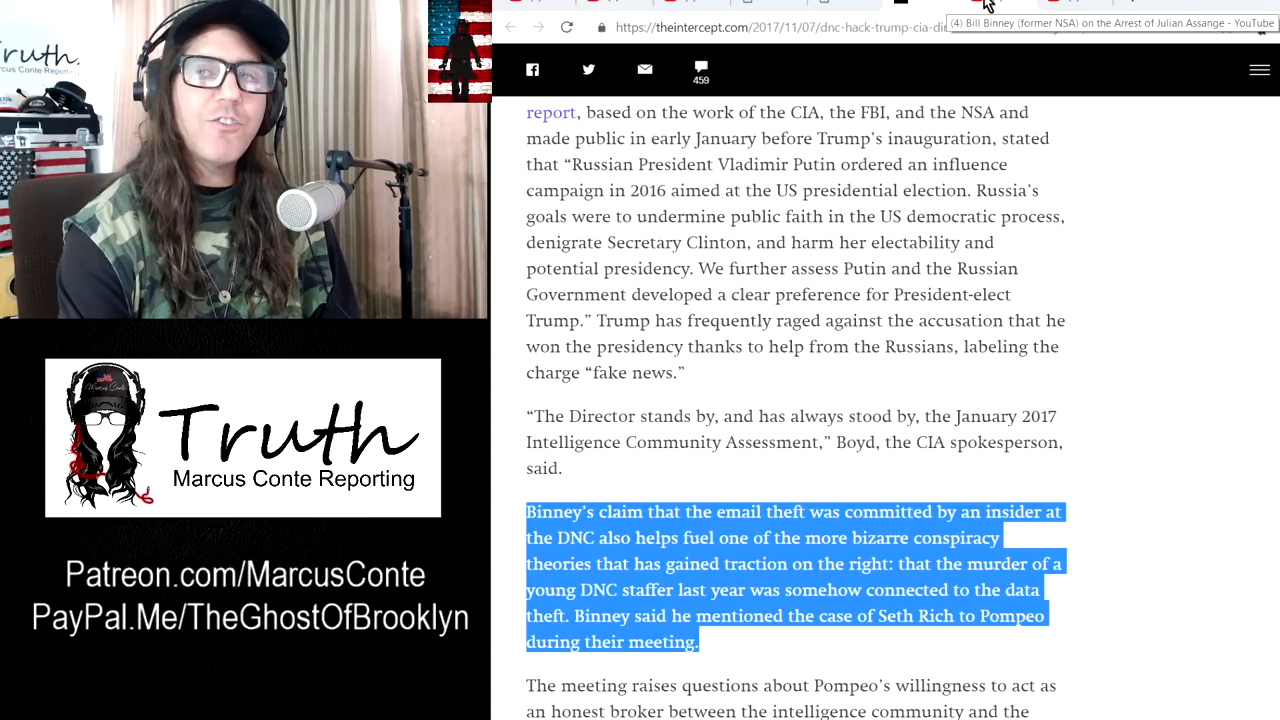 (4) Bill Binney (former NSA) on the Arrest of Julian Assange - YouTube
https://theintercept.com/2017/11/07/dnc-hack-trump-cia-di
459
report, based on the work of the CIA, the FBI, and the NSA and
made public in early January before Trump’s inauguration, stated
that “Russian President Vladimir Putin ordered an influence
campaign in 2016 aimed at the US presidential election. Russia’s
goals were to undermine public faith in the US democratic process,
denigrate Secretary Clinton, and harm her electability and
potential presidency. We further assess Putin and the Russian
Government developed a clear preference for President-elect
Trump.” Trump has frequently raged against the accusation that he
won the presidency thanks to help from the Russians, labeling the
charge “fake news.”
“The Director stands by, and has always stood by, the January 2017
Intelligence Community Assessment,” Boyd, the CIA spokesperson,
said.
Binney’s claim that the email theft was committed by an insider at
the DNC also helps fuel one of the more bizarre conspiracy
theories that has gained traction on the right: that the murder of a
young DNC staffer last year was somehow connected to the data
theft. Binney said he mentioned the case of Seth Rich to Pompeo
during their meeting.
The meeting raises questions about Pompeo’s willingness to act as
an honest broker between the intelligence community and the
Truth.
arcus Conte Reporting
Truth
Marcus Conte Reporting
Patreon.com/MarcusConte
PayPal.Me/TheGhostOfBrooklyn